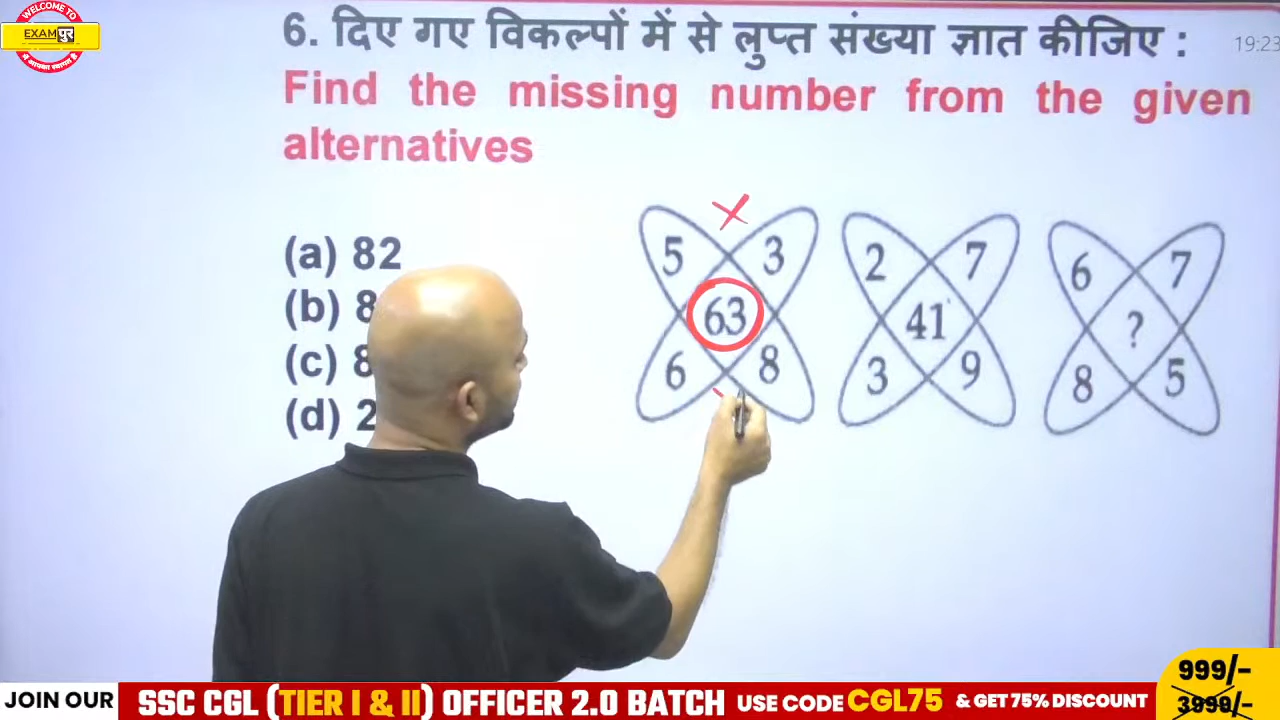 WELCOME TO
EXAMपुर
में आपका स्वागत है
6. दिए गए विकल्पों में से लुप्त संख्या ज्ञात कीजिए :
19:23
Find the missing number from the given
alternatives
(a) 82
(b) 8
(c) 8
(d) 2
5 3
63
6 8
2 7
41
3 9
6 7
?
8 5
JOIN OUR SSC CGL (TIER I & II) OFFICER 2.0 BATCH USE CODE CGL75 & GET 75% DISCOUNT
999/-
3999/-